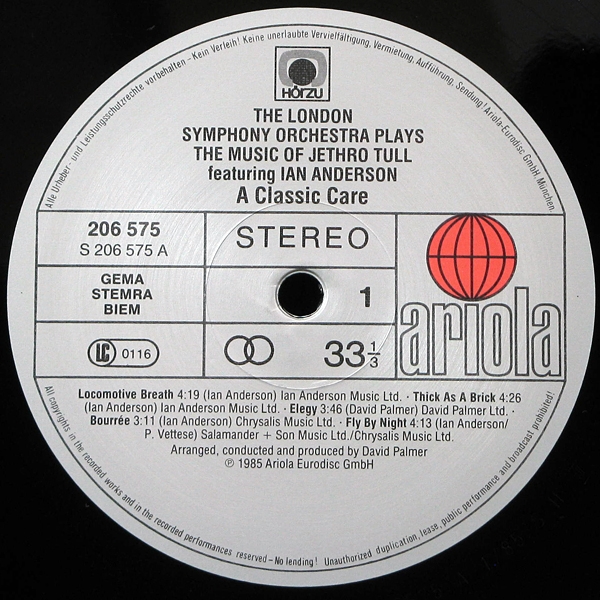 Alle Urheber- und Leistungsschutzrechte vorbehalten – Kein Verleih! Keine unerlaubte Vervielfältigung, Vermietung, Aufführung, Sendung! Ariola-Eurodisc GmbH, München
HÖRZU
THE LONDON
SYMPHONY ORCHESTRA PLAYS
THE MUSIC OF JETHRO TULL
featuring IAN ANDERSON
A Classic Care
206 575
S 206 575 A
STEREO
GEMA
STEMRA
BIEM
1
LC 0116
33 1/3
ariola
Locomotive Breath 4:19 (Ian Anderson) Ian Anderson Music Ltd. · Thick As A Brick 4:26
(Ian Anderson) Ian Anderson Music Ltd. · Elegy 3:46 (David Palmer) David Palmer Ltd. ·
Bourrée 3:11 (Ian Anderson) Chrysalis Music Ltd. · Fly By Night 4:13 (Ian Anderson/
P. Vettese) Salamander + Son Music Ltd./Chrysalis Music Ltd.
Arranged, conducted and produced by David Palmer
℗ 1985 Ariola Eurodisc GmbH
All copyrights in the recorded works and in the recorded performances reserved – No lending! Unauthorized duplication, lease, public performance and broadcast prohibited!